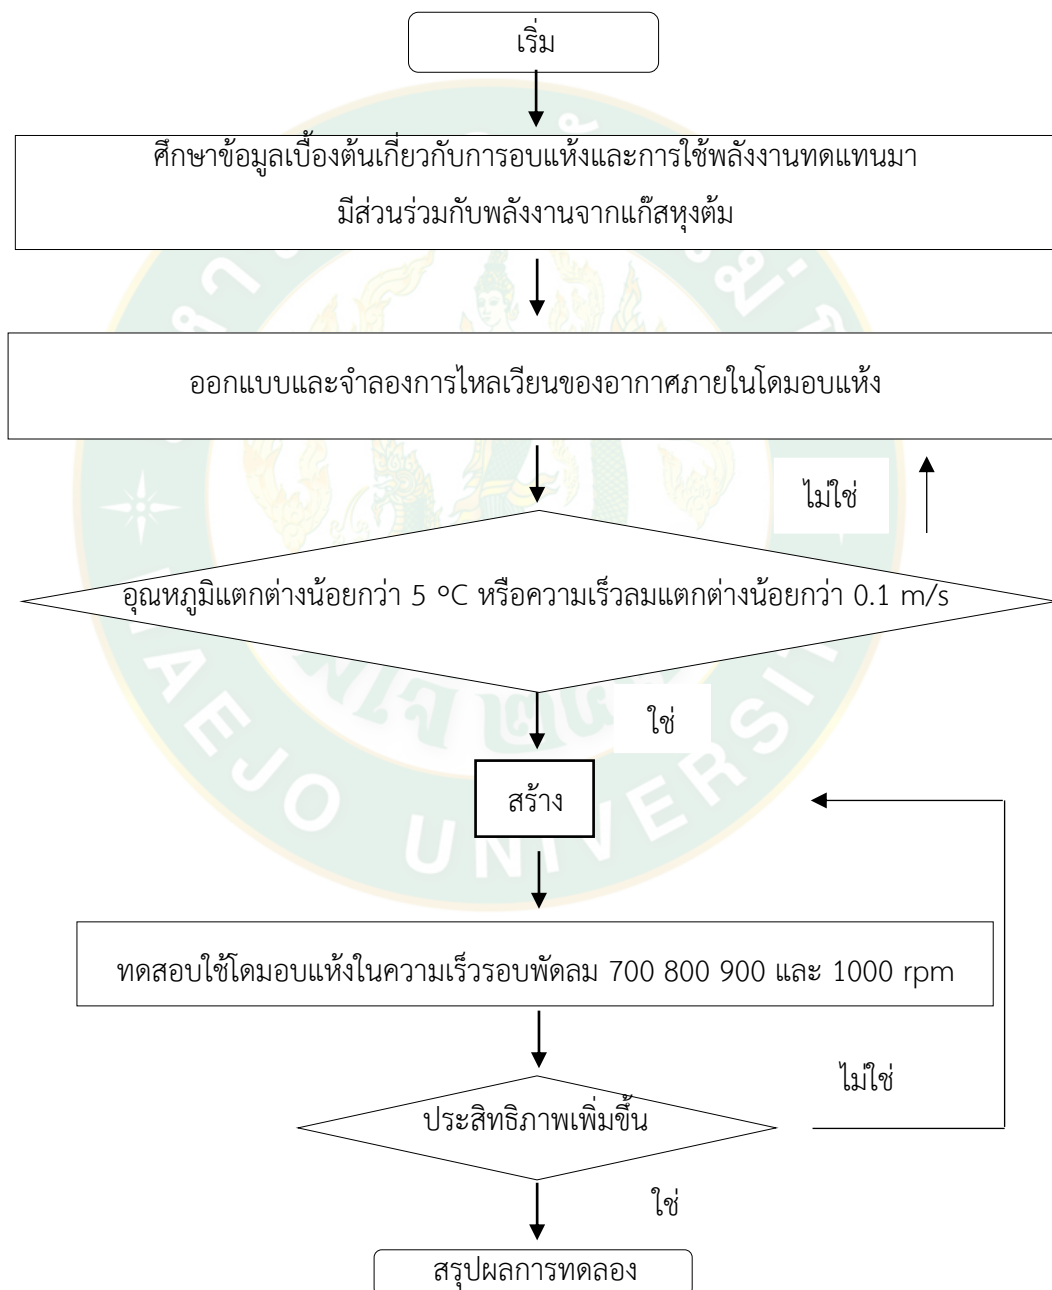 เริ่ม
ศึกษาข้อมูลเบื้องต้นเกี่ยวกับการอบแห้งและการใช้พลังงานทดแทนมา
มีส่วนร่วมกับพลังงานจากแก๊สหุงต้ม
ออกแบบและจำลองการไหลเวียนของอากาศภายในโดมอบแห้ง
ไม่ใช่
อุณหภูมิแตกต่างน้อยกว่า 5 ºC หรือความเร็วลมแตกต่างน้อยกว่า 0.1 m/s
ใช่
สร้าง
MAEJO UNIVERSITY
ทดสอบใช้โดมอบแห้งในความเร็วรอบพัดลม 700 800 900 และ 1000 rpm
ไม่ใช่
ประสิทธิภาพเพิ่มขึ้น
ใช่
สรุปผลการทดลอง